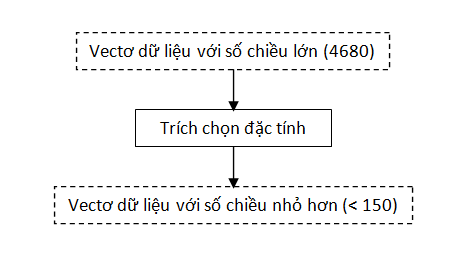 Vectơ dữ liệu với số chiều lớn (4680)
Trích chọn đặc tính
Vectơ dữ liệu với số chiều nhỏ hơn (< 150)